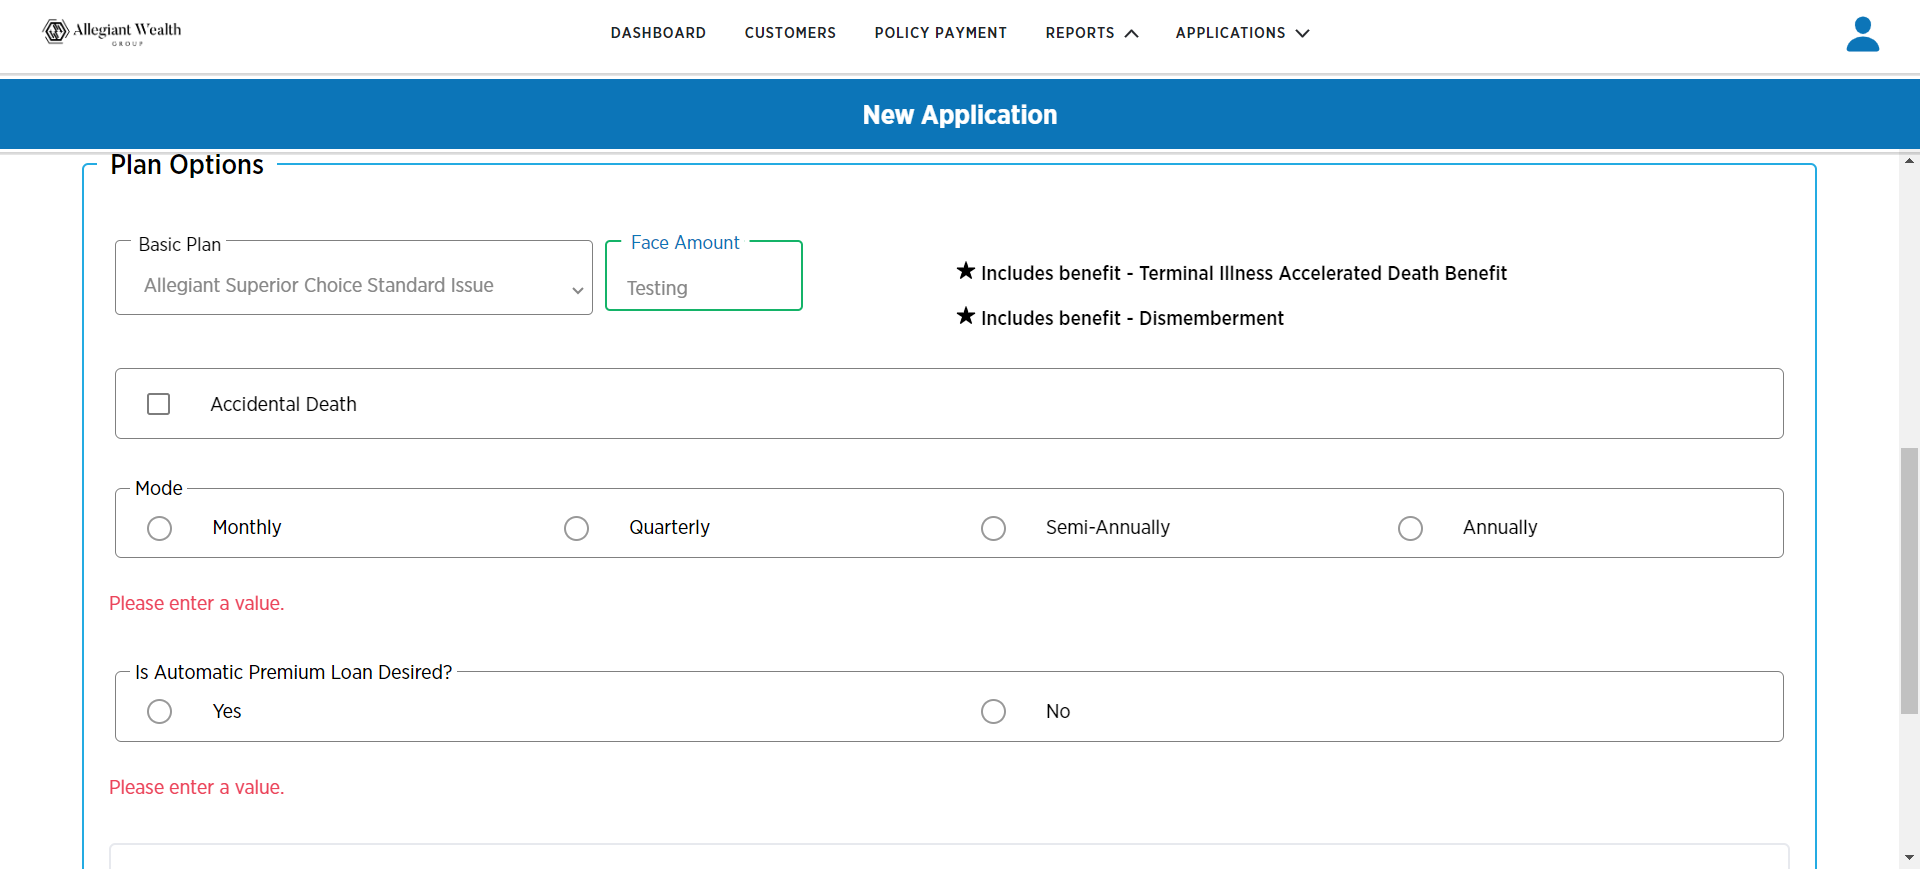 Allegiant Wealth
GROUP
DASHBOARD
CUSTOMERS
POLICY PAYMENT
REPORTS
APPLICATIONS
New Application
Plan Options
Basic Plan
Allegiant Superior Choice Standard Issue
Face Amount
Testing
★ Includes benefit - Terminal Illness Accelerated Death Benefit
★ Includes benefit - Dismemberment
Accidental Death
Mode
Monthly
Quarterly
Semi-Annually
Annually
Please enter a value.
Is Automatic Premium Loan Desired?
Yes
No
Please enter a value.